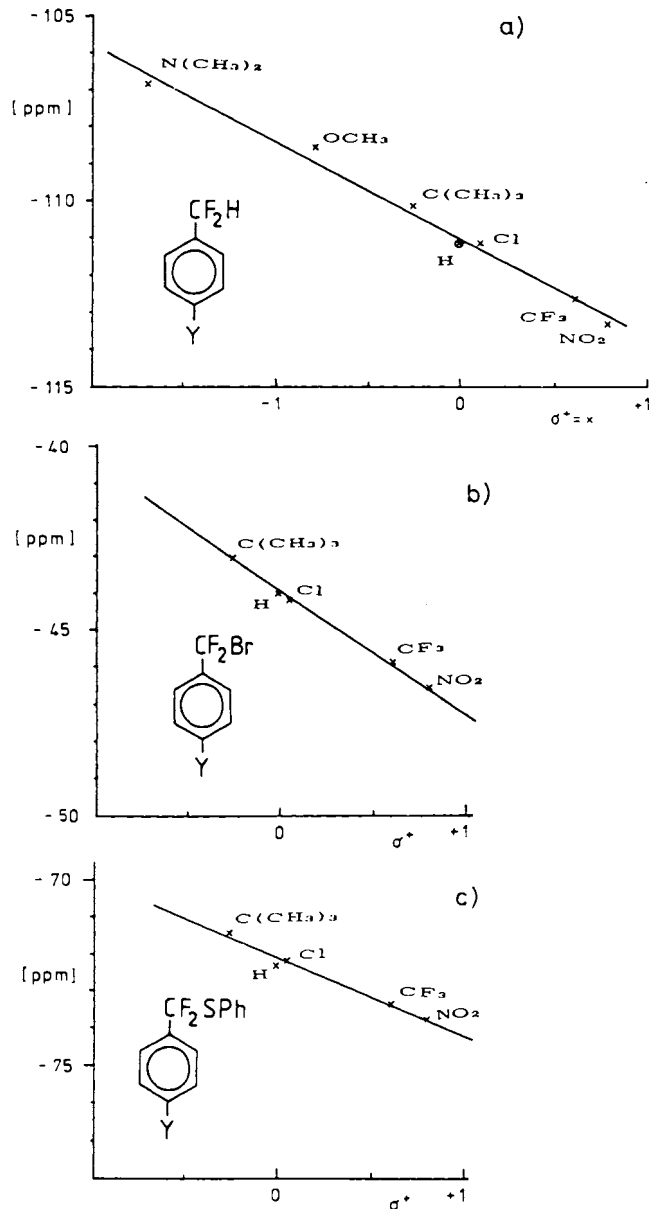 a)
-105
N(CH₃)₂
[ppm]
OCH₃
-110
C(CH₃)₃
Cl
H
CF₂H
CF₃
NO₂
Y
-115
-1
0
+1
σ⁺=x
-40
b)
[ppm]
C(CH₃)₃
Cl
H
-45
CF₂Br
CF₃
NO₂
Y
-50
0
σ⁺
+1
-70
c)
C(CH₃)₃
[ppm]
Cl
H
CF₂SPh
CF₃
NO₂
-75
Y
0
σ⁺
+1